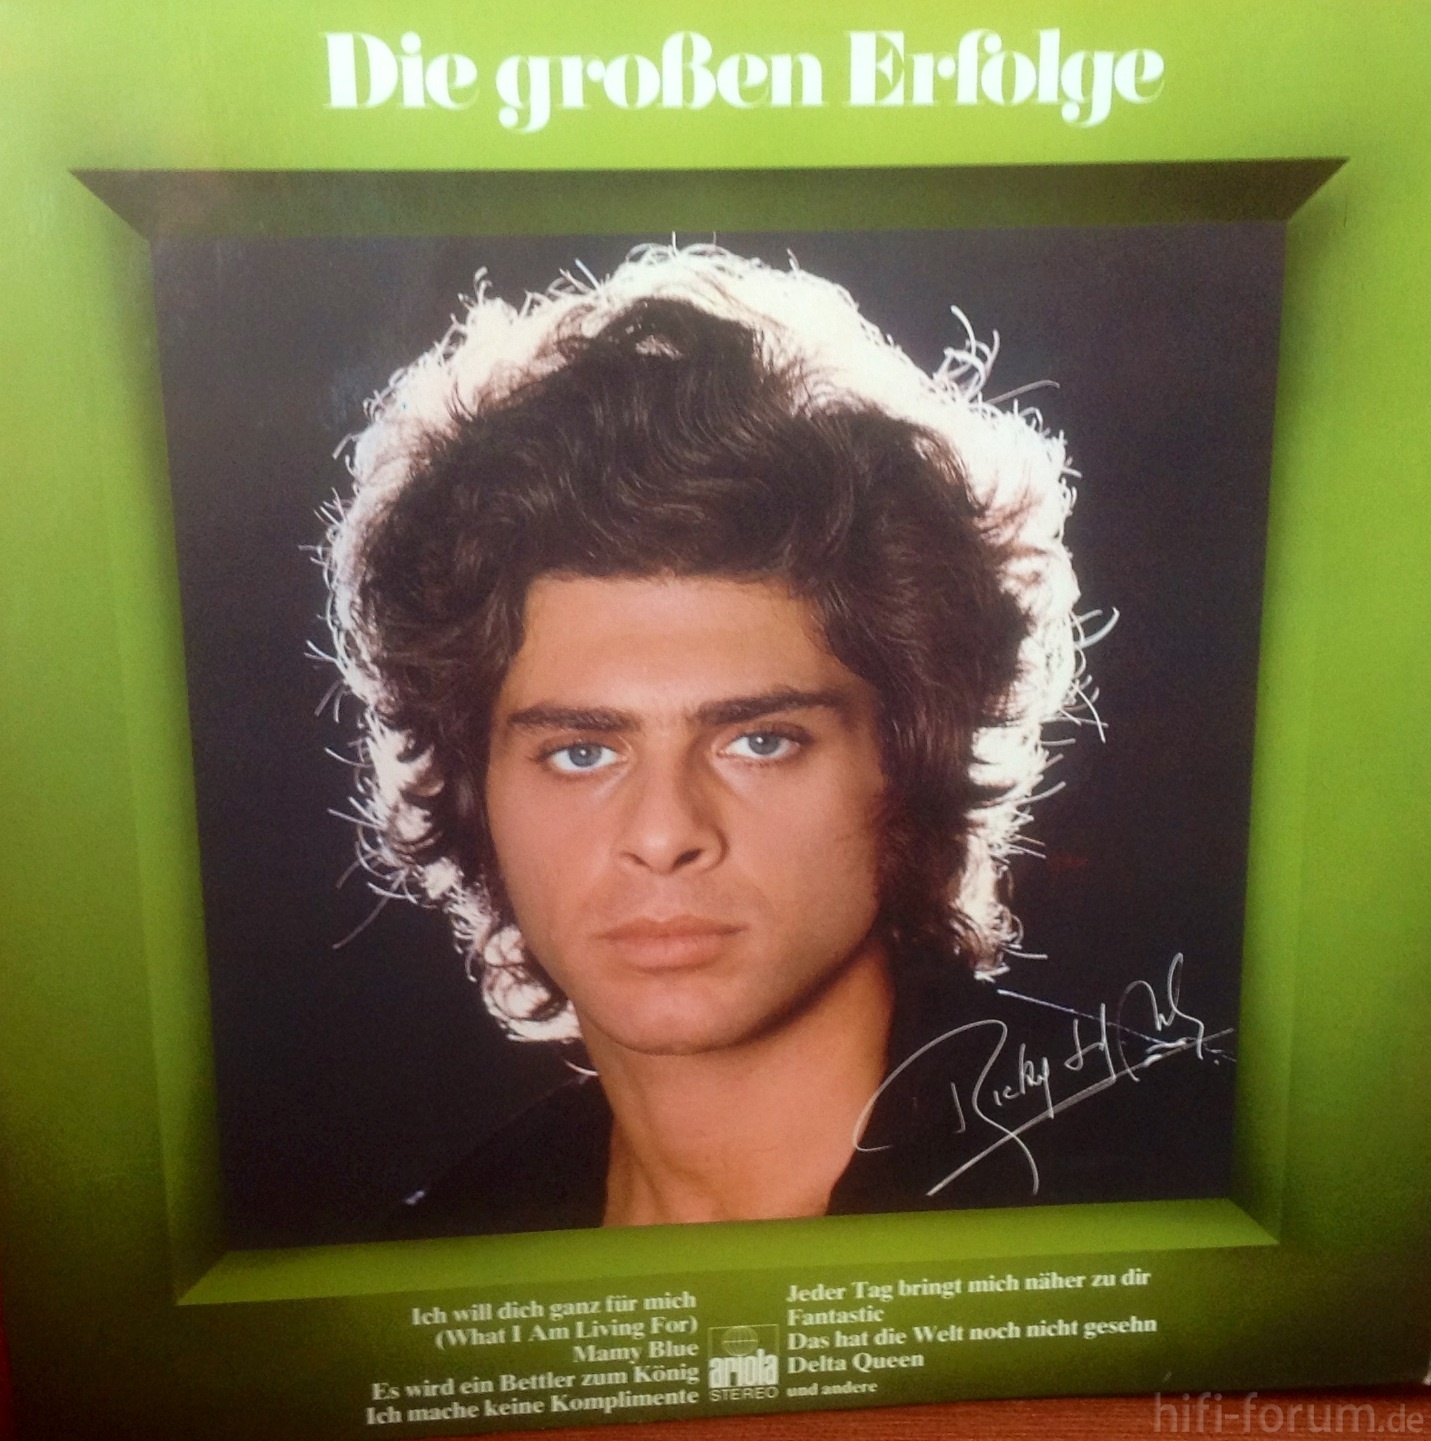 Die großen Erfolge
Ricky
Ich will dich ganz für mich
(What I Am Living For)
Mamy Blue
Es wird ein Bettler zum König
Ich mache keine Komplimente
ariola
STEREO
Jeder Tag bringt mich näher zu dir
Fantastic
Das hat die Welt noch nicht gesehn
Delta Queen
und andere
hifi-forum.de